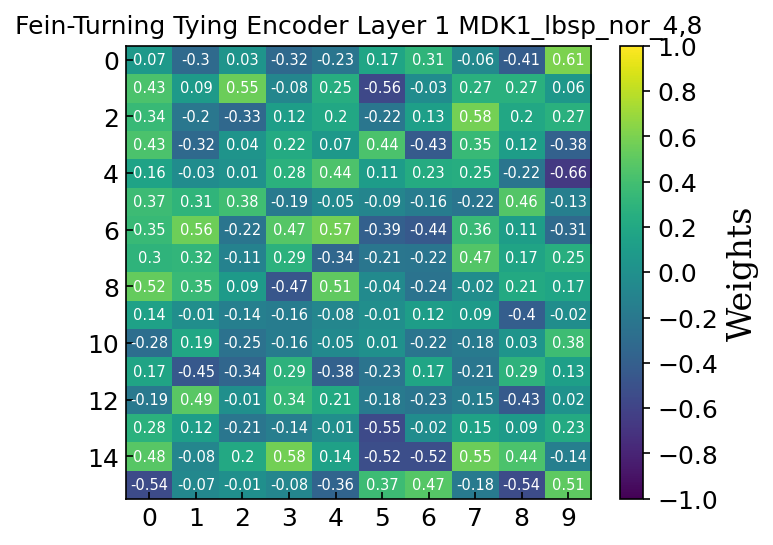 Fein-Turning Tying Encoder Layer 1 MDK1_lbsp_nor_4,8
0 0.07 -0.3 0.03 -0.32 -0.23 0.17 0.31 -0.06 -0.41 0.61
0.43 0.09 0.55 -0.08 0.25 -0.56 -0.03 0.27 0.27 0.06
2 0.34 -0.2 -0.33 0.12 0.2 -0.22 0.13 0.58 0.2 0.27
0.43 -0.32 0.04 0.22 0.07 0.44 -0.43 0.35 0.12 -0.38
4 0.16 -0.03 0.01 0.28 0.44 0.11 0.23 0.25 -0.22 -0.66
0.37 0.31 0.38 -0.19 -0.05 -0.09 -0.16 -0.22 0.46 -0.13
6 0.35 0.56 -0.22 0.47 0.57 -0.39 -0.44 0.36 0.11 -0.31
0.3 0.32 -0.11 0.29 -0.34 -0.21 -0.22 0.47 0.17 0.25
8 0.52 0.35 0.09 -0.47 0.51 -0.04 -0.24 -0.02 0.21 0.17
0.14 -0.01 -0.14 -0.16 -0.08 -0.01 0.12 0.09 -0.4 -0.02
10 -0.28 0.19 -0.25 -0.16 -0.05 0.01 -0.22 -0.18 0.03 0.38
0.17 -0.45 -0.34 0.29 -0.38 -0.23 0.17 -0.21 0.29 0.13
12 -0.19 0.49 -0.01 0.34 0.21 -0.18 -0.23 -0.15 -0.43 0.02
0.28 0.12 -0.21 -0.14 -0.01 -0.55 -0.02 0.15 0.09 0.23
14 0.48 -0.08 0.2 0.58 0.14 -0.52 -0.52 0.55 0.44 -0.14
-0.54 -0.07 -0.01 -0.08 -0.36 0.37 0.47 -0.18 -0.54 0.51
0 1 2 3 4 5 6 7 8 9
1.0
0.8
0.6
0.4
0.2
0.0
−0.2
−0.4
−0.6
−0.8
−1.0
Weights